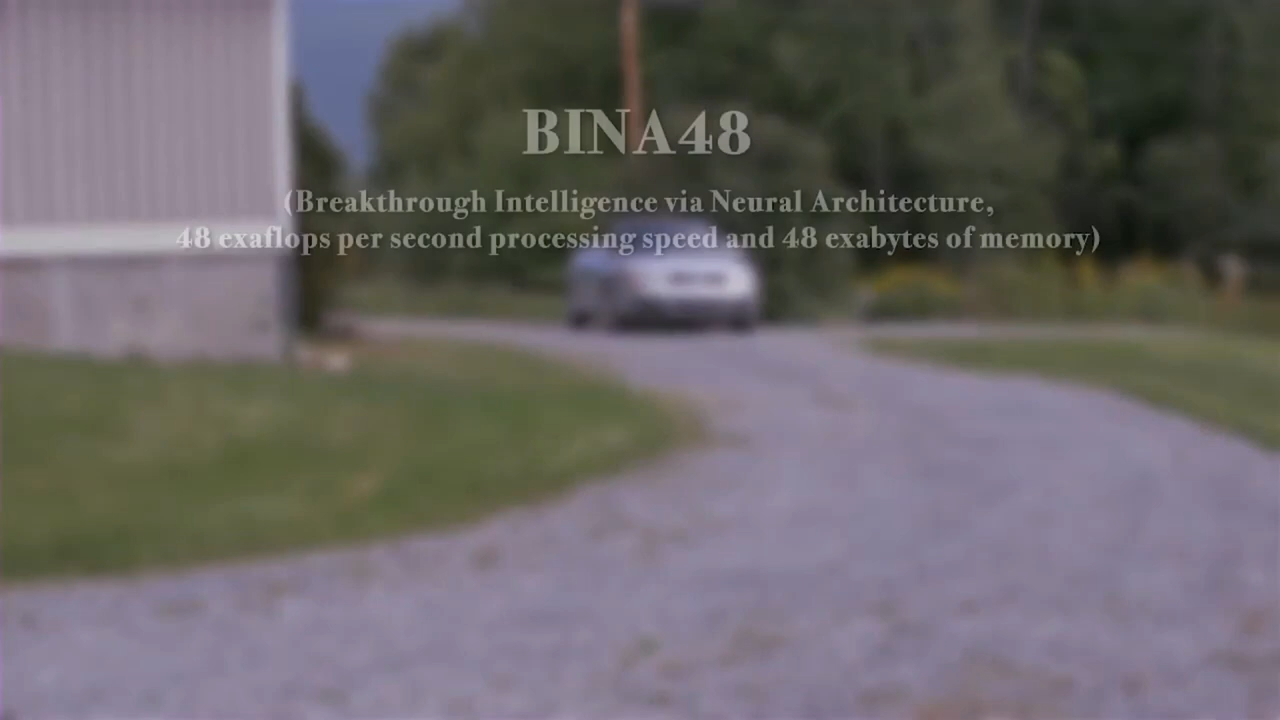 BINA48
(Breakthrough Intelligence via Neural Architecture,
48 exaflops per second processing speed and 48 exabytes of memory)